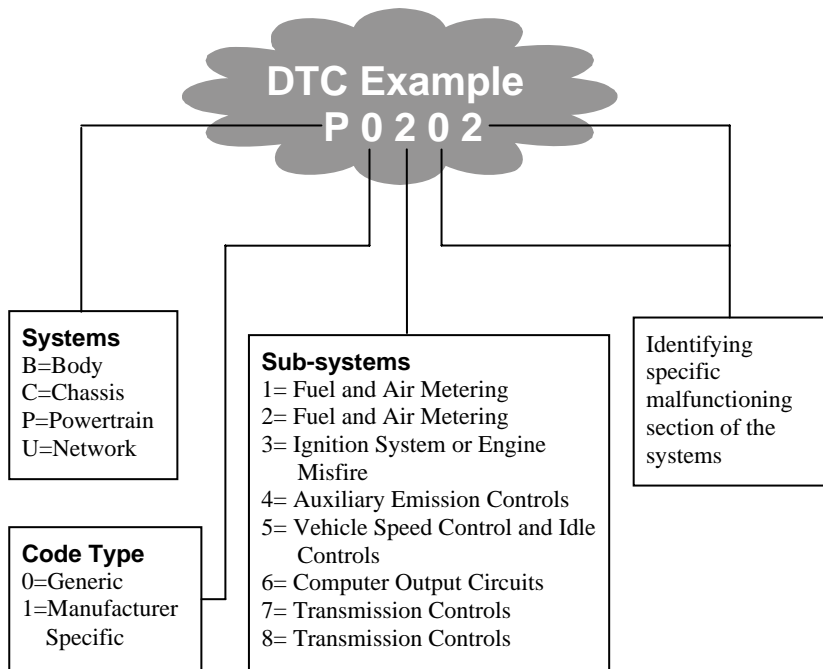 DTC Example
P 0 2 0 2
Systems
B=Body
C=Chassis
P=Powertrain
U=Network
Code Type
0=Generic
1=Manufacturer
Specific
Sub-systems
1= Fuel and Air Metering
2= Fuel and Air Metering
3= Ignition System or Engine
Misfire
4= Auxiliary Emission Controls
5= Vehicle Speed Control and Idle
Controls
6= Computer Output Circuits
7= Transmission Controls
8= Transmission Controls
Identifying
specific
malfunctioning
section of the
systems